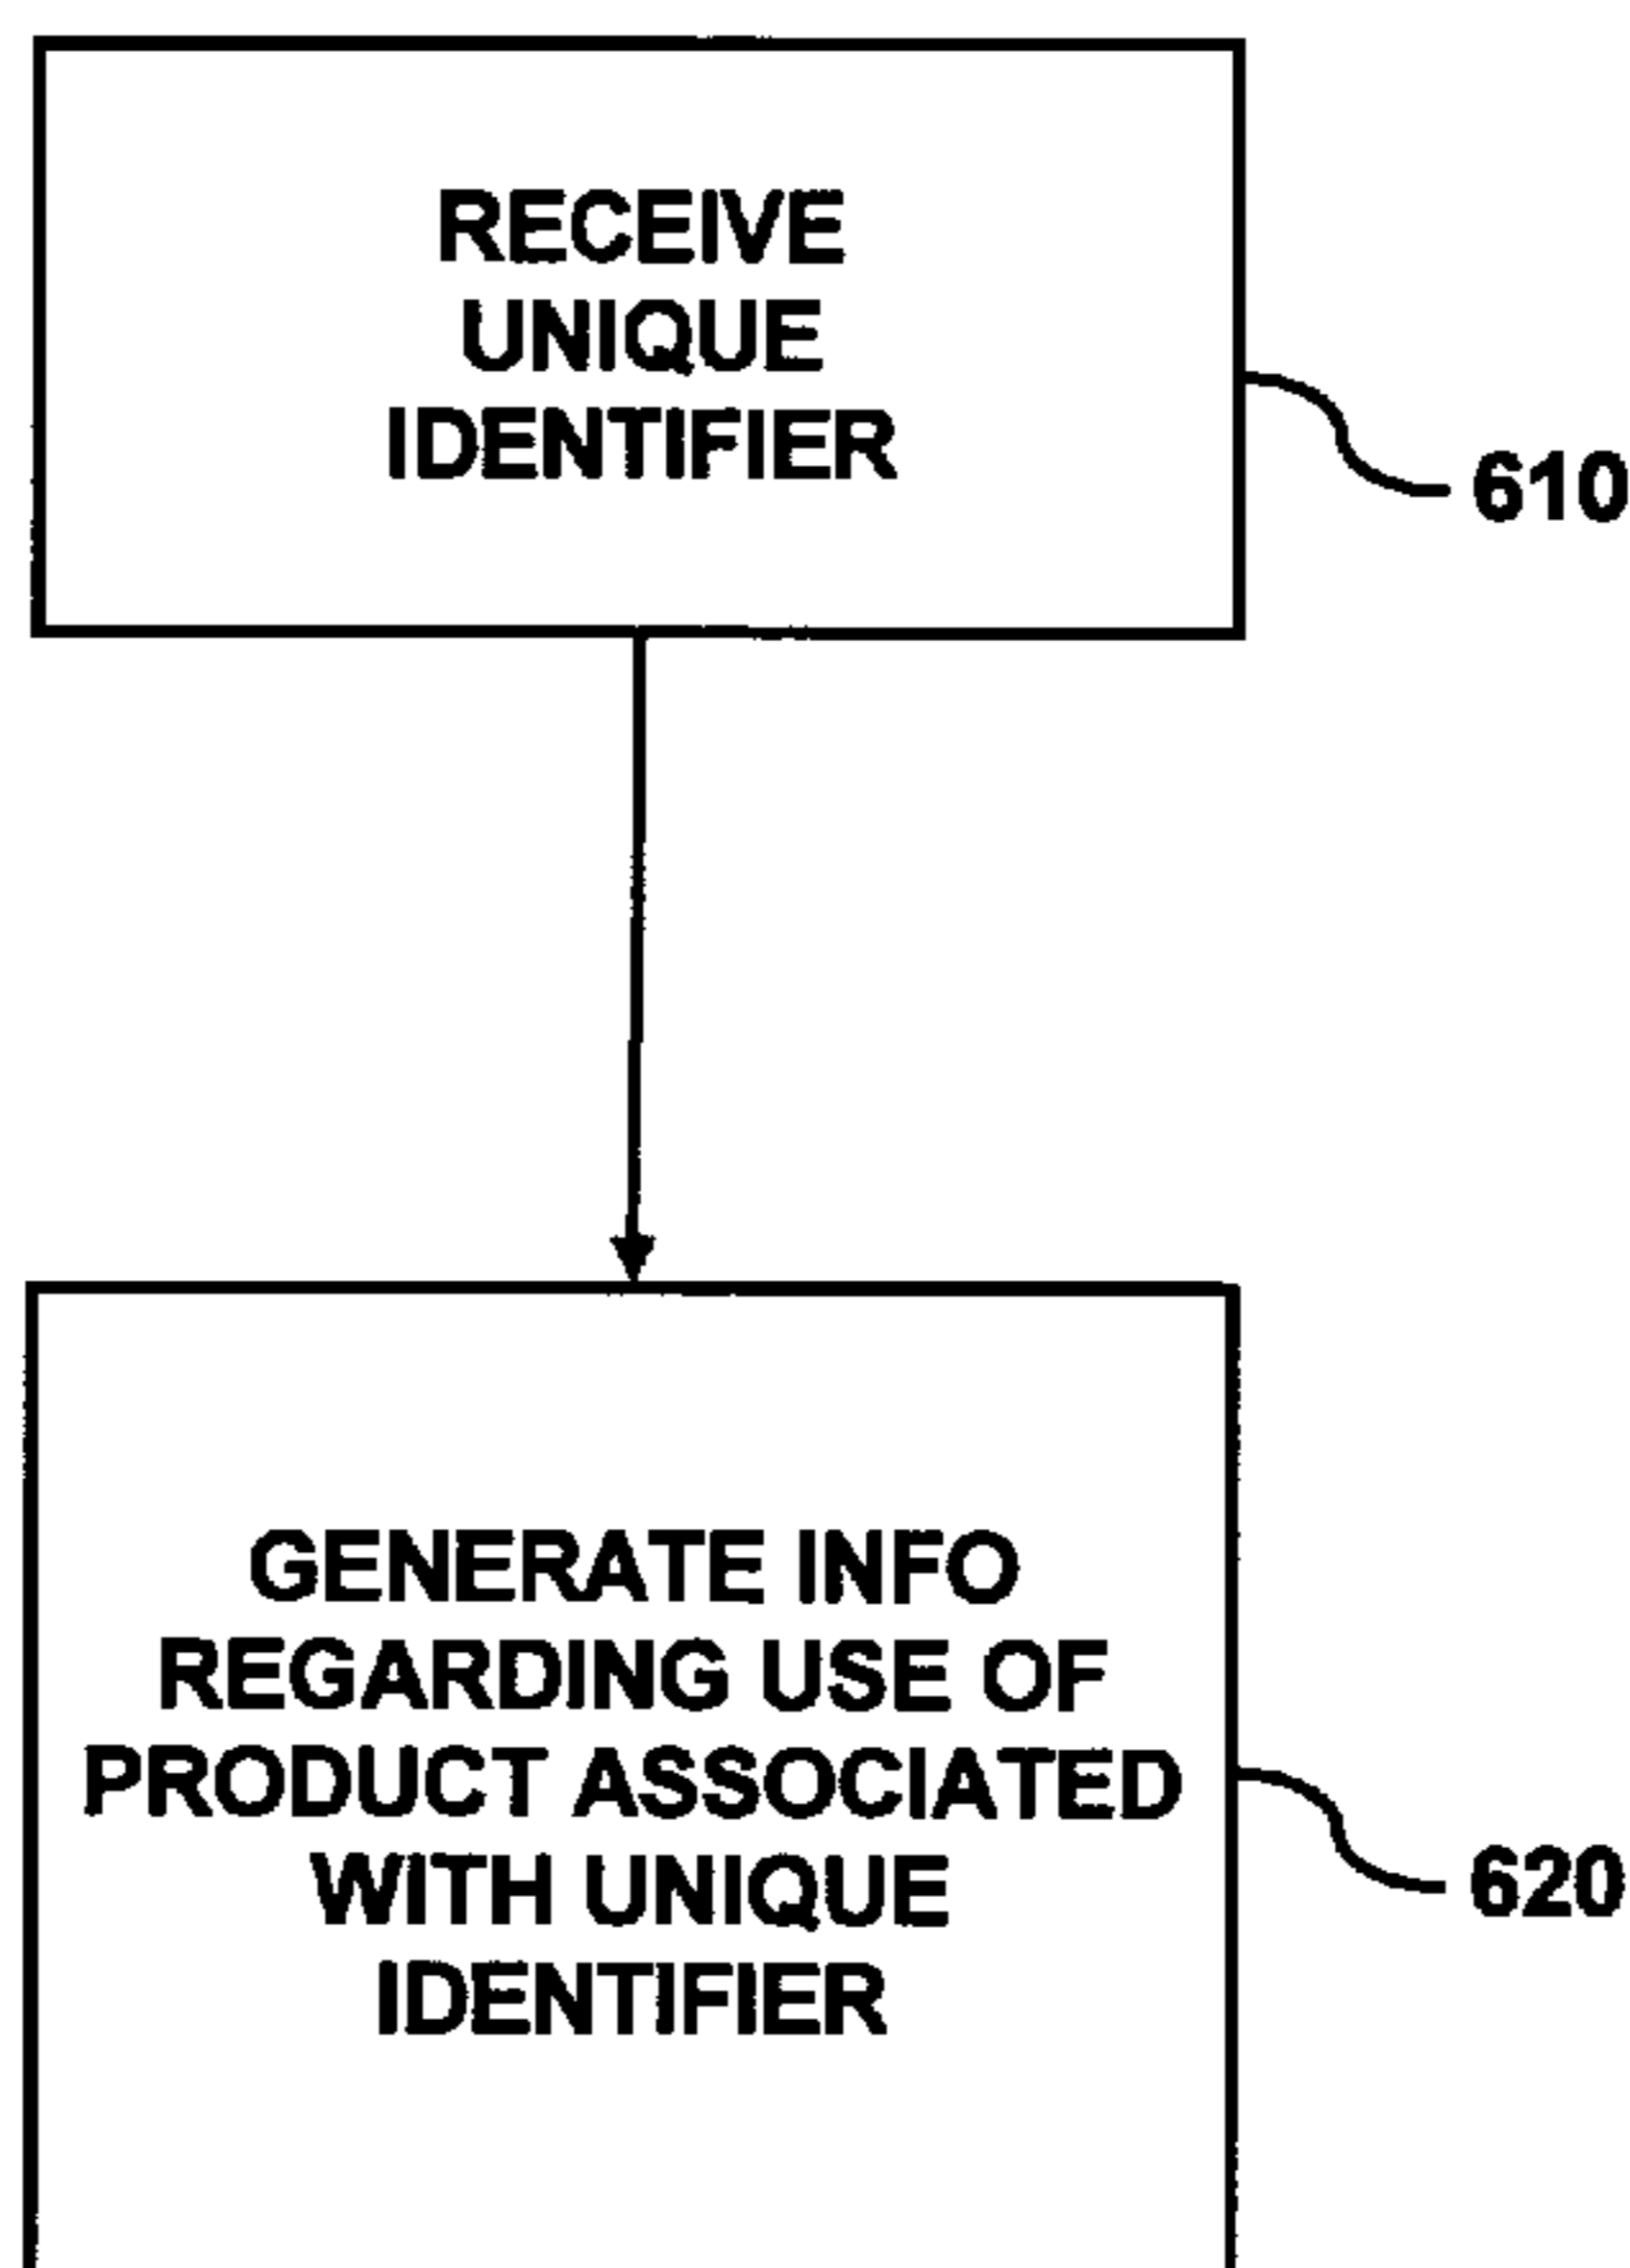 RECEIVE
UNIQUE
IDENTIFIER
610
GENERATE INFO
REGARDING USE OF
PRODUCT ASSOCIATED
WITH UNIQUE
IDENTIFIER
620